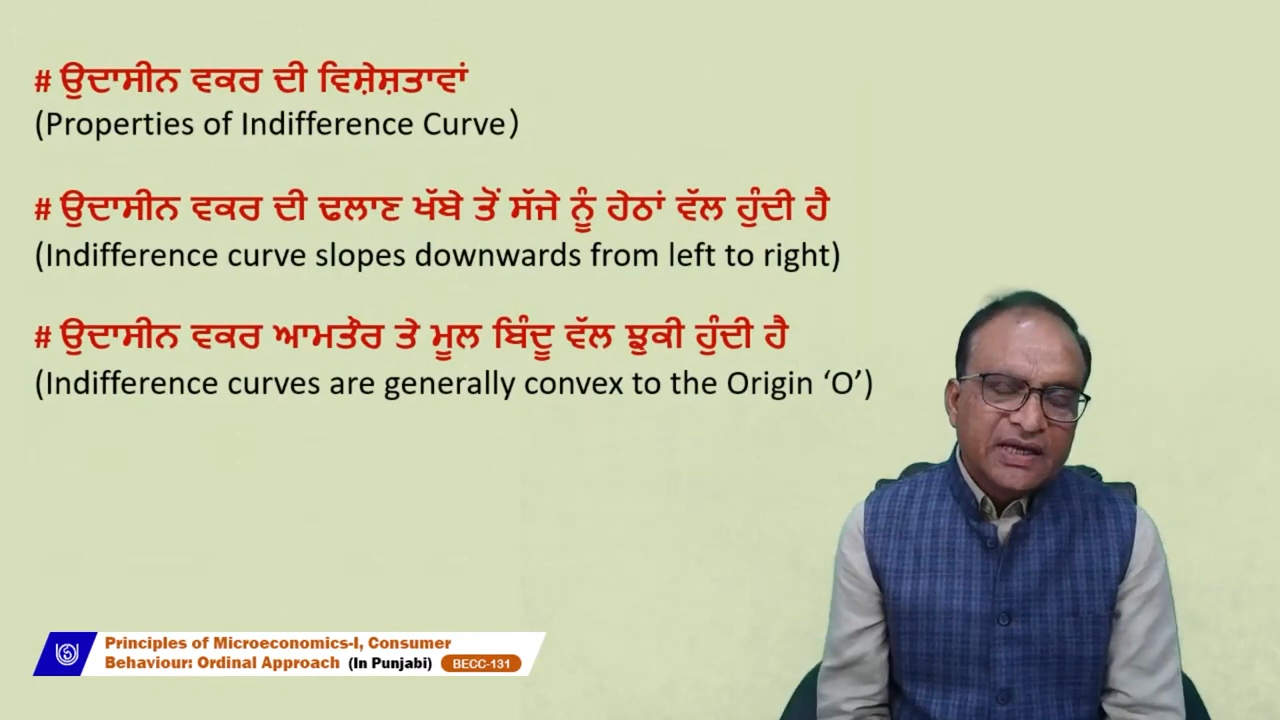 # ਉਦਾਸੀਨ ਵਕਰ ਦੀ ਵਿਸ਼ੇਸ਼ਤਾਵਾਂ
(Properties of Indifference Curve)
# ਉਦਾਸੀਨ ਵਕਰ ਦੀ ਢਲਾਣ ਖੱਬੇ ਤੋਂ ਸੱਜੇ ਨੂੰ ਹੇਠਾਂ ਵੱਲ ਹੁੰਦੀ ਹੈ
(Indifference curve slopes downwards from left to right)
# ਉਦਾਸੀਨ ਵਕਰ ਆਮਤੌਰ ਤੇ ਮੂਲ ਬਿੰਦੂ ਵੱਲ ਝੁਕੀ ਹੁੰਦੀ ਹੈ
(Indifference curves are generally convex to the Origin ‘O’)
Principles of Microeconomics-I, Consumer
Behaviour: Ordinal Approach (In Punjabi) BECC-131